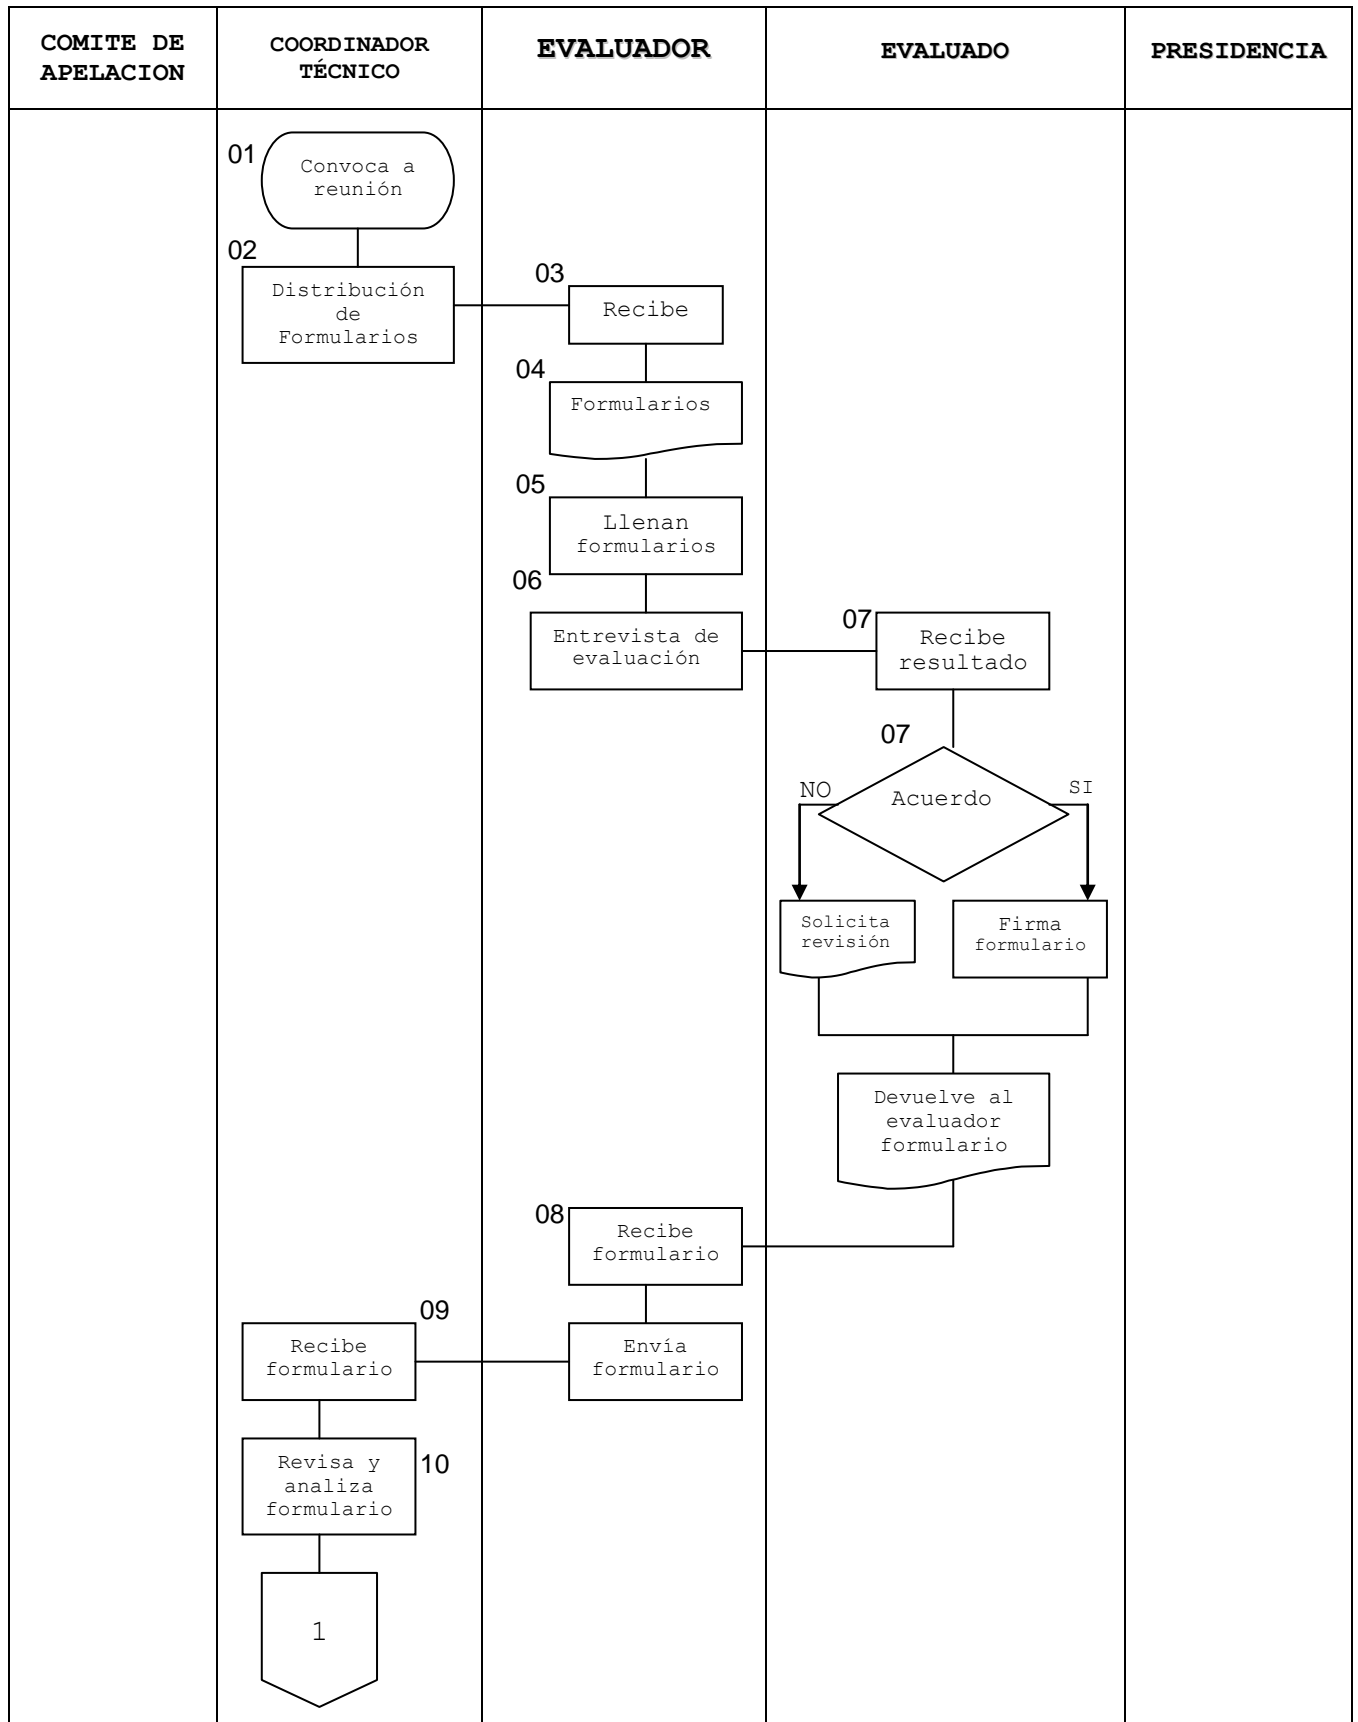 COMITE DE
APELACION
COORDINADOR
TÉCNICO
EVALUADOR
EVALUADO
PRESIDENCIA
01
Convoca a
reunión
02
Distribución
de
Formularios
03
Recibe
04
Formularios
05
Llenan
formularios
06
Entrevista de
evaluación
07
Recibe
resultado
07
Acuerdo
NO
SI
Solicita
revisión
Firma
formulario
Devuelve al
evaluador
formulario
08
Recibe
formulario
Envía
formulario
09
Recibe
formulario
10
Revisa y
analiza
formulario
1